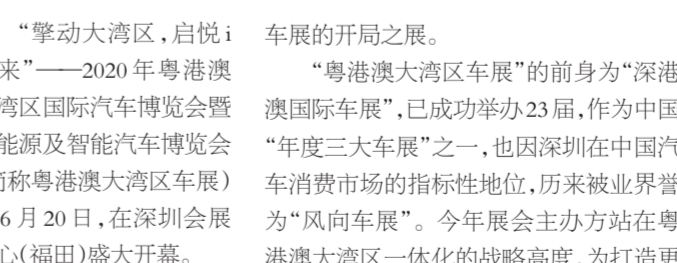 “擎动大湾区,启悦i
来”——2020年粤港澳
湾区国际汽车博览会暨
能源及智能汽车博览会
简称粤港澳大湾区车展)
6月20日,在深圳会展
心(福田)盛大开幕。
车展的开局之展。
“粤港澳大湾区车展”的前身为“深港
澳国际车展”,已成功举办23届,作为中国
“年度三大车展”之一,也因深圳在中国汽
车消费市场的指标性地位,历来被业界誉
为“风向车展”。今年展会主办方站在粤
港澳大湾区一体化的战略高度,为打造更